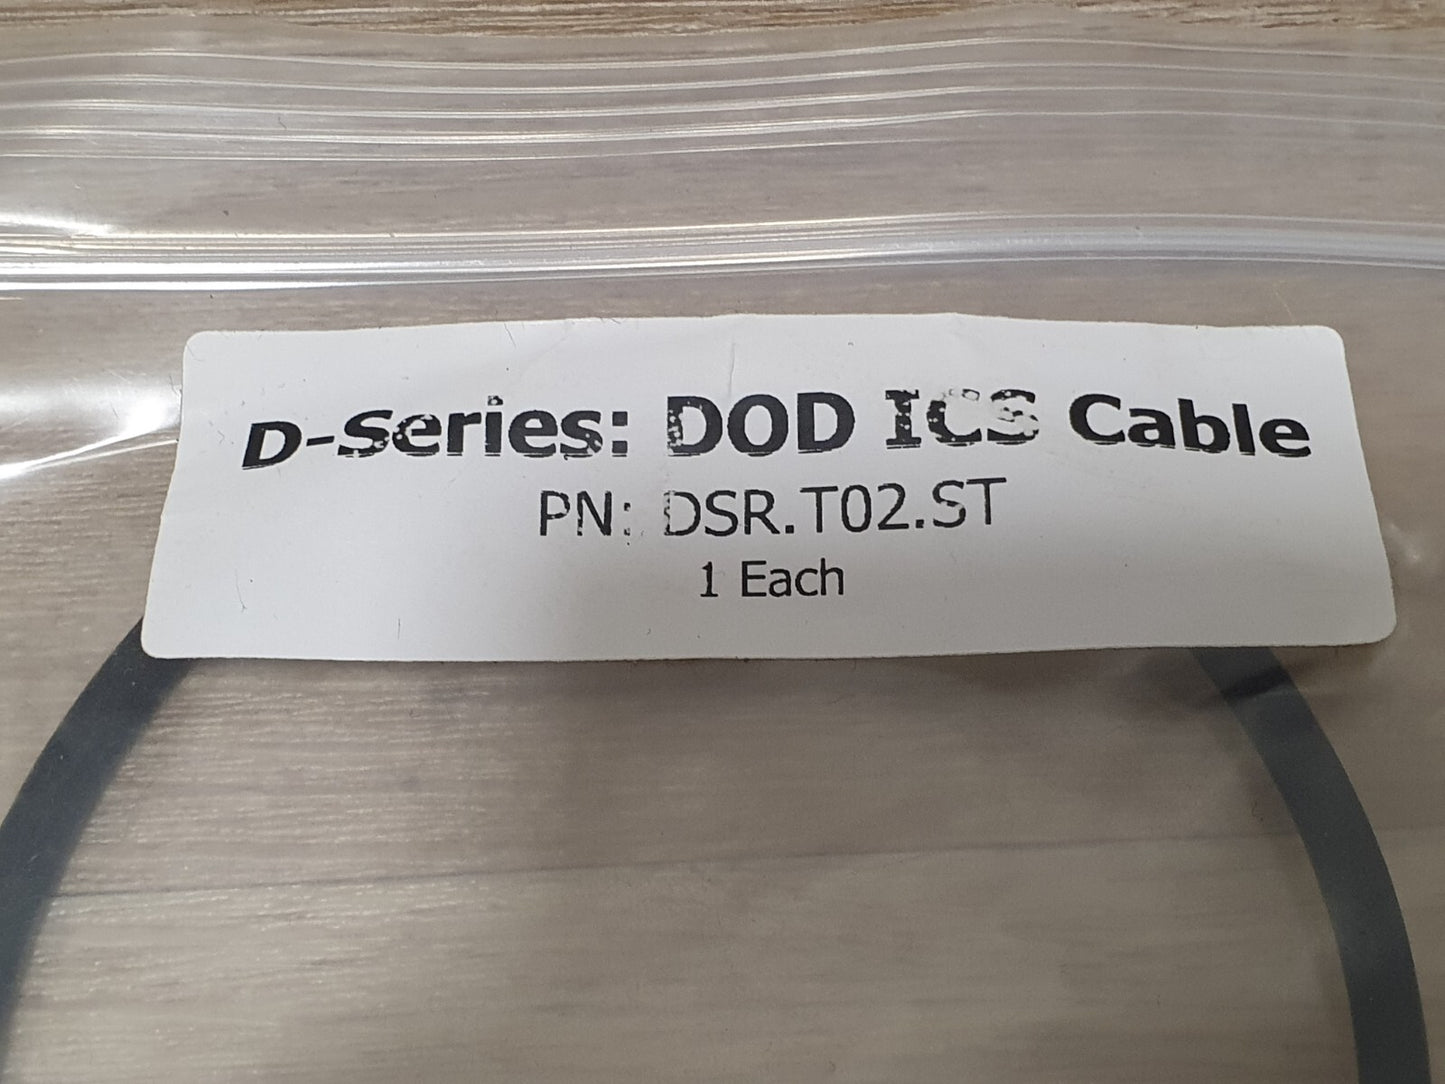 D-Series: DOD ICS Cable
PN: DSR.T02.ST
1 Each